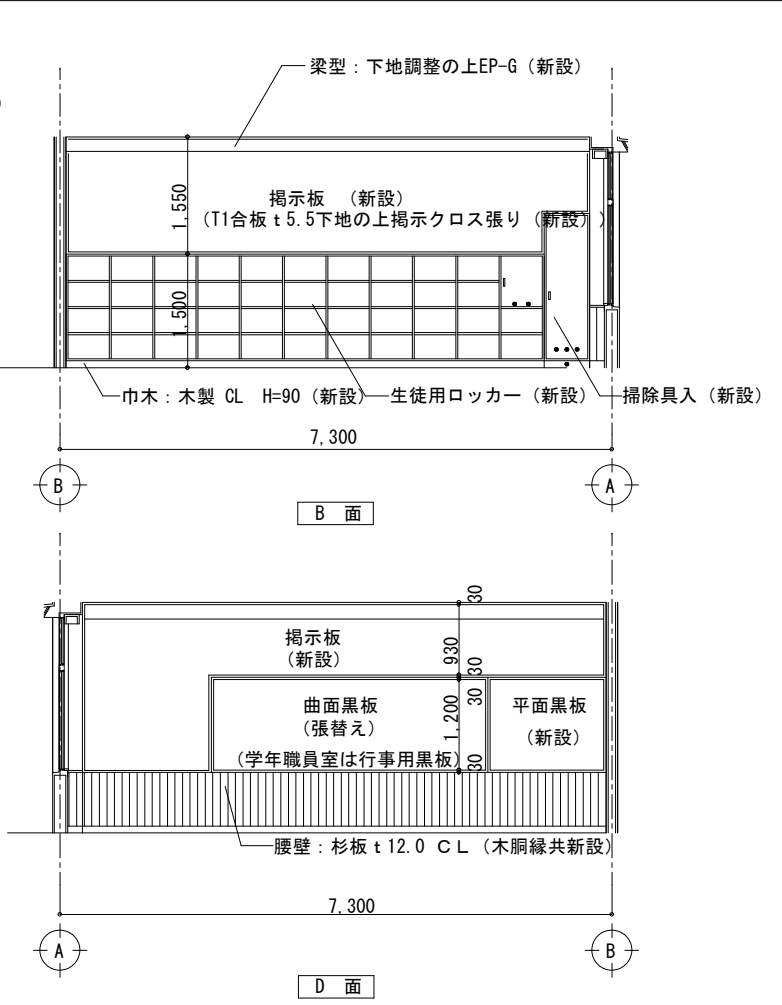 梁型：下地調整の上EP-G（新設）
)
1,550
掲示板　（新設）
（T1合板ｔ5.5下地の上掲示クロス張り（新設））
1,500
巾木：木製 CL　H=90（新設）
生徒用ロッカー（新設）
掃除具入（新設）
7,300
B
A
B　面
30
掲示板
（新設）
930
30
曲面黒板
（張替え）
（学年職員室は行事用黒板）
1,200
30
30
平面黒板
（新設）
腰壁：杉板ｔ12.0 ＣＬ（木胴縁共新設）
7,300
A
B
D　面